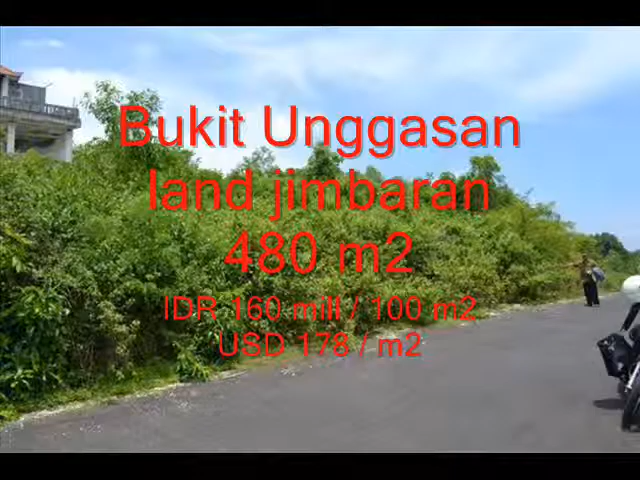 Bukit Unggasan
land jimbaran
480 m2
IDR 160 mill / 100 m2
USD 178 / m2